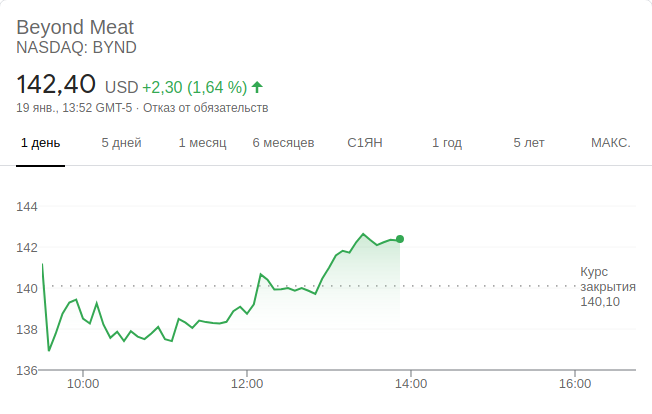 Beyond Meat
NASDAQ: BYND
142,40 USD +2,30 (1,64 %)
19 янв., 13:52 GMT-5 · Отказ от обязательств
1 день 5 дней 1 месяц 6 месяцев С1ЯН 1 год 5 лет МАКС.
144
142
140
138
136
Курс
закрытия
140,10
10:00 12:00 14:00 16:00